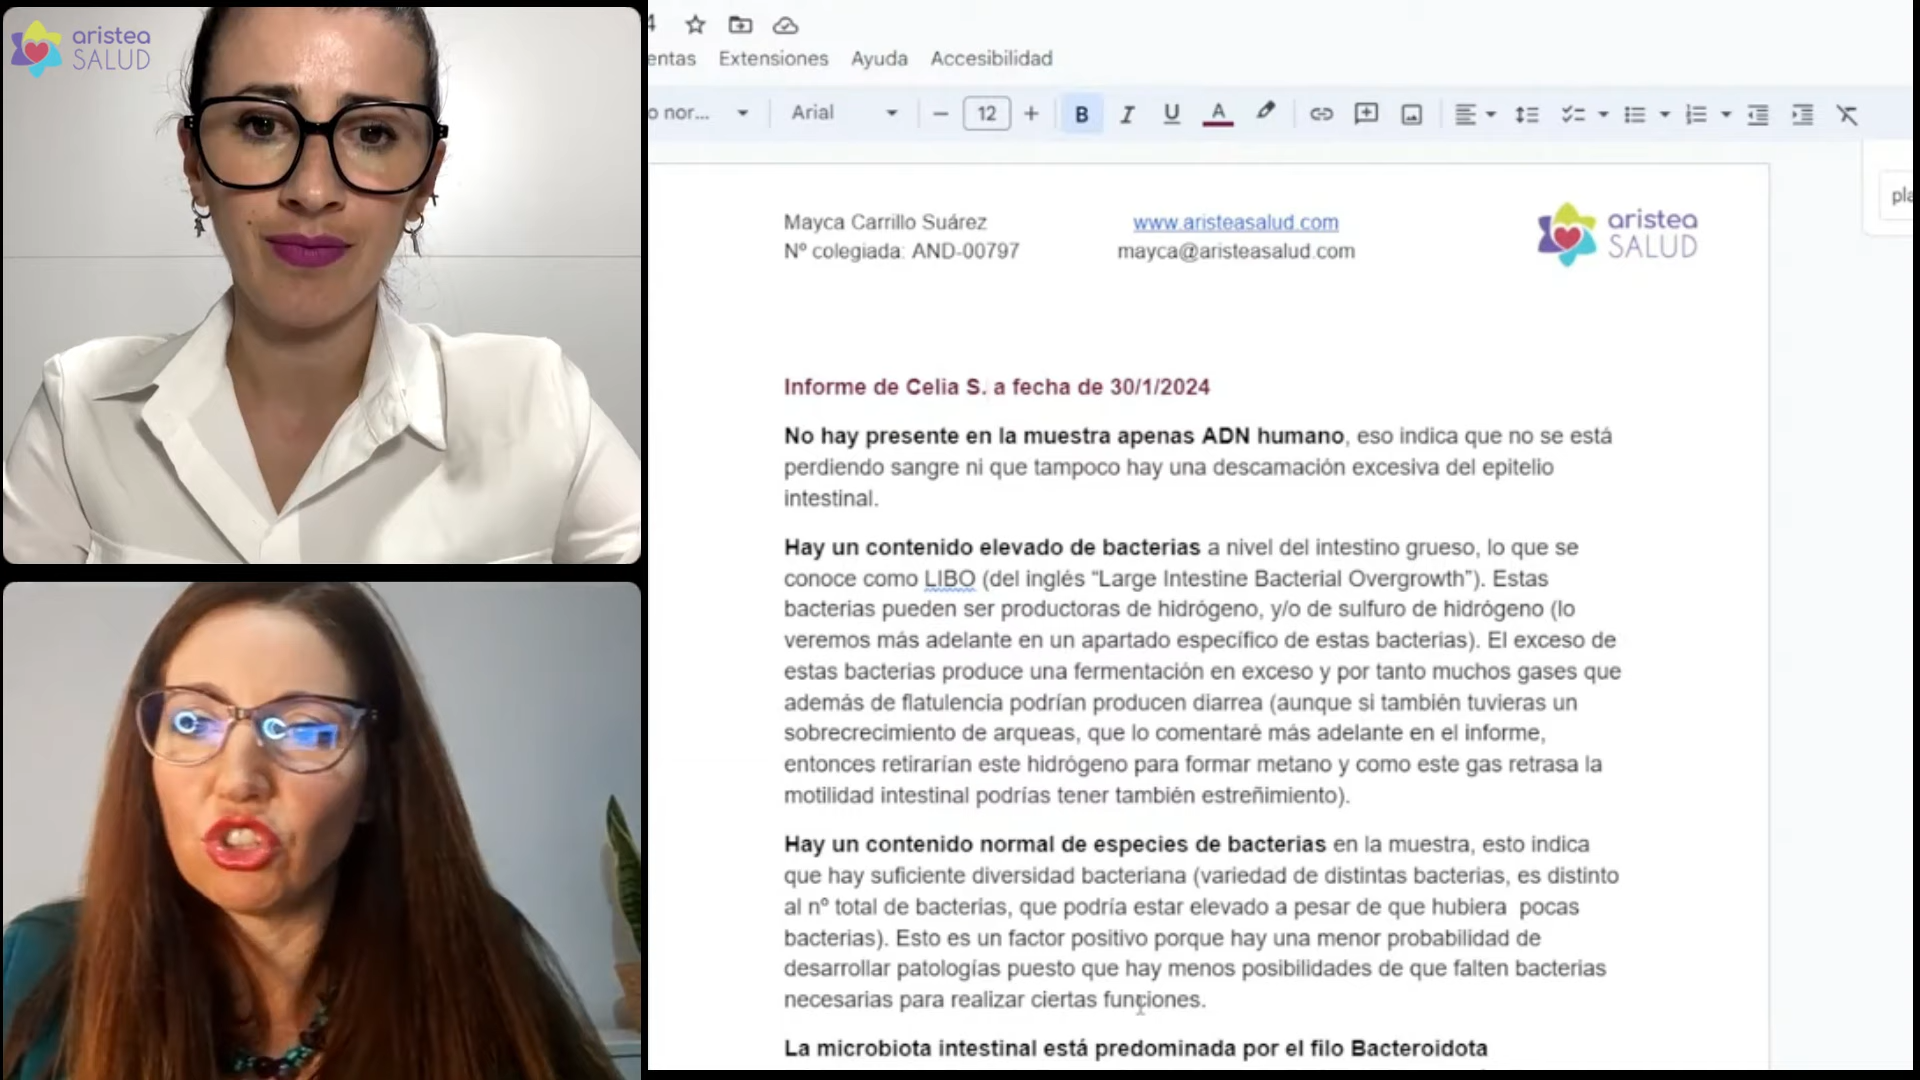 aristea
SALUD
4
entas Extensiones Ayuda Accesibilidad
o nor... Arial 12 B I U A
Mayca Carrillo Suárez www.aristeasalud.com
Nº colegiada: AND-00797 mayca@aristeasalud.com
aristea
SALUD
pla
Informe de Celia S. a fecha de 30/1/2024
No hay presente en la muestra apenas ADN humano, eso indica que no se está
perdiendo sangre ni que tampoco hay una descamación excesiva del epitelio
intestinal.
Hay un contenido elevado de bacterias a nivel del intestino grueso, lo que se
conoce como LIBO (del inglés “Large Intestine Bacterial Overgrowth”). Estas
bacterias pueden ser productoras de hidrógeno, y/o de sulfuro de hidrógeno (lo
veremos más adelante en un apartado específico de estas bacterias). El exceso de
estas bacterias produce una fermentación en exceso y por tanto muchos gases que
además de flatulencia podrían producen diarrea (aunque si también tuvieras un
sobrecrecimiento de arqueas, que lo comentaré más adelante en el informe,
entonces retirarían este hidrógeno para formar metano y como este gas retrasa la
motilidad intestinal podrías tener también estreñimiento).
Hay un contenido normal de especies de bacterias en la muestra, esto indica
que hay suficiente diversidad bacteriana (variedad de distintas bacterias, es distinto
al nº total de bacterias, que podría estar elevado a pesar de que hubiera pocas
bacterias). Esto es un factor positivo porque hay una menor probabilidad de
desarrollar patologías puesto que hay menos posibilidades de que falten bacterias
necesarias para realizar ciertas funciones.
La microbiota intestinal está predominada por el filo Bacteroidota